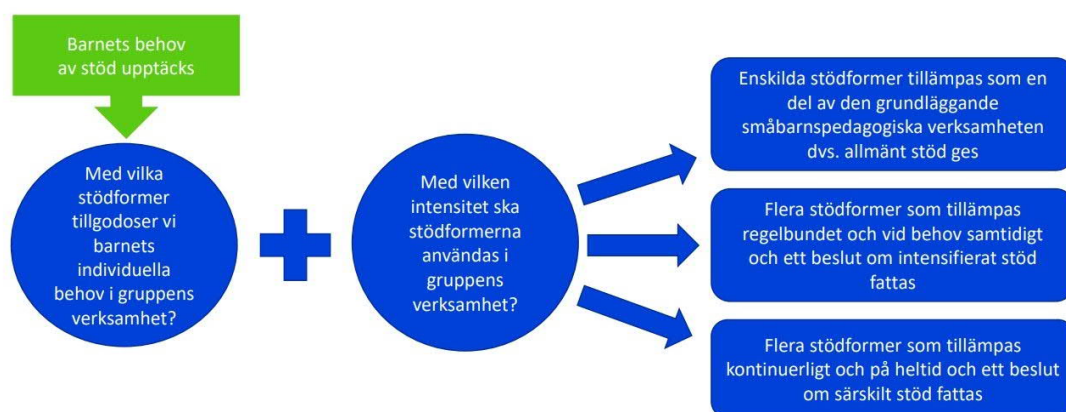 Barnets behov
av stöd upptäcks
Med vilka
stödformer
tillgodoser vi
barnets
individuella
behov i gruppens
verksamhet?
Med vilken
intensitet ska
stödformerna
användas i
gruppens
verksamhet?
Enskilda stödformer tillämpas som en
del av den grundläggande
småbarnspedagogiska verksamheten
dvs. allmänt stöd ges
Flera stödformer som tillämpas
regelbundet och vid behov samtidigt
och ett beslut om intensifierat stöd
fattas
Flera stödformer som tillämpas
kontinuerligt och på heltid och ett beslut
om särskilt stöd fattas